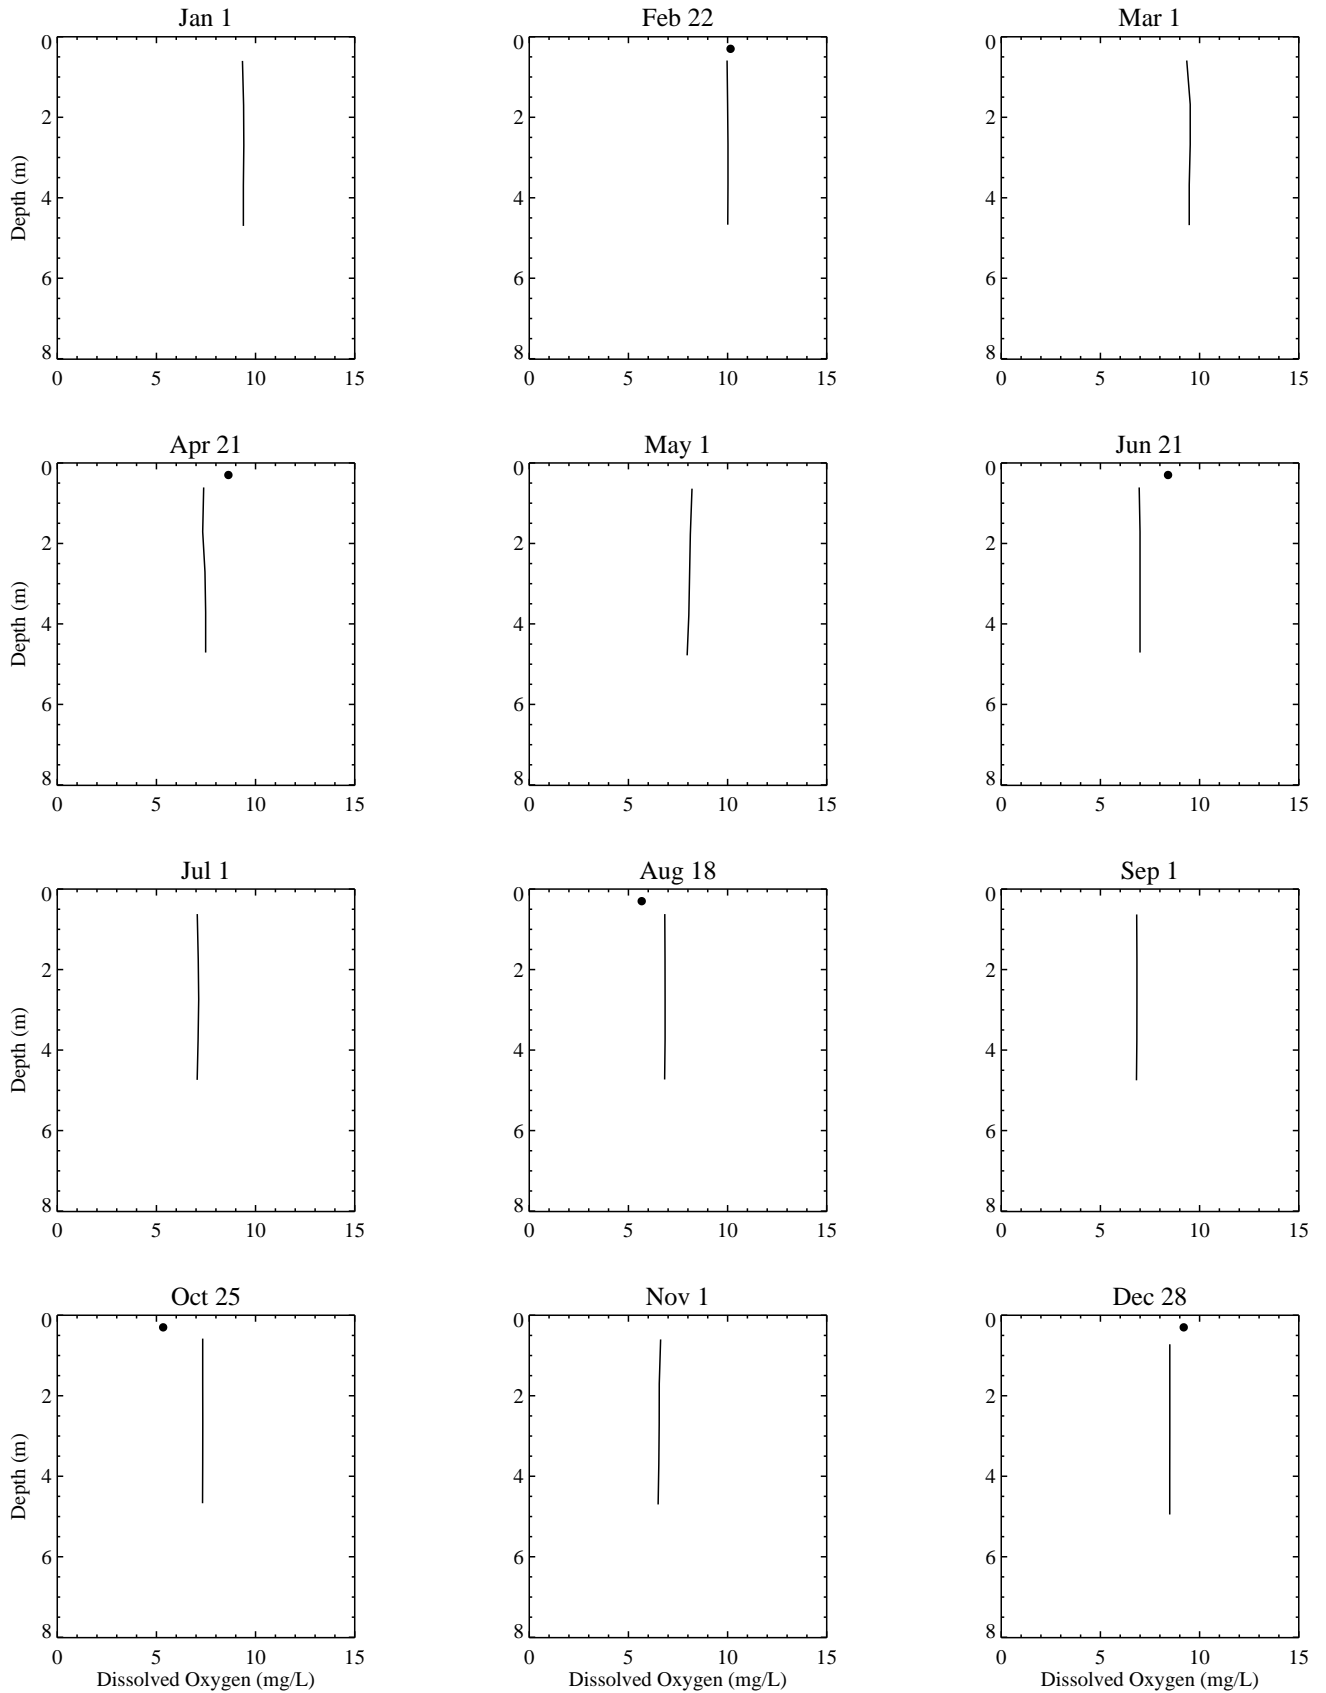 Jan 1
Feb 22
Mar 1
0 0 0
2 2 2
4 4 4
6 6 6
8 8 8
Depth (m)
0 5 10 15 0 5 10 15 0 5 10 15
Apr 21
May 1
Jun 21
0 0 0
2 2 2
4 4 4
6 6 6
8 8 8
Depth (m)
0 5 10 15 0 5 10 15 0 5 10 15
Jul 1
Aug 18
Sep 1
0 0 0
2 2 2
4 4 4
6 6 6
8 8 8
Depth (m)
0 5 10 15 0 5 10 15 0 5 10 15
Oct 25
Nov 1
Dec 28
0 0 0
2 2 2
4 4 4
6 6 6
8 8 8
Depth (m)
0 5 10 15 0 5 10 15 0 5 10 15
Dissolved Oxygen (mg/L)
Dissolved Oxygen (mg/L)
Dissolved Oxygen (mg/L)